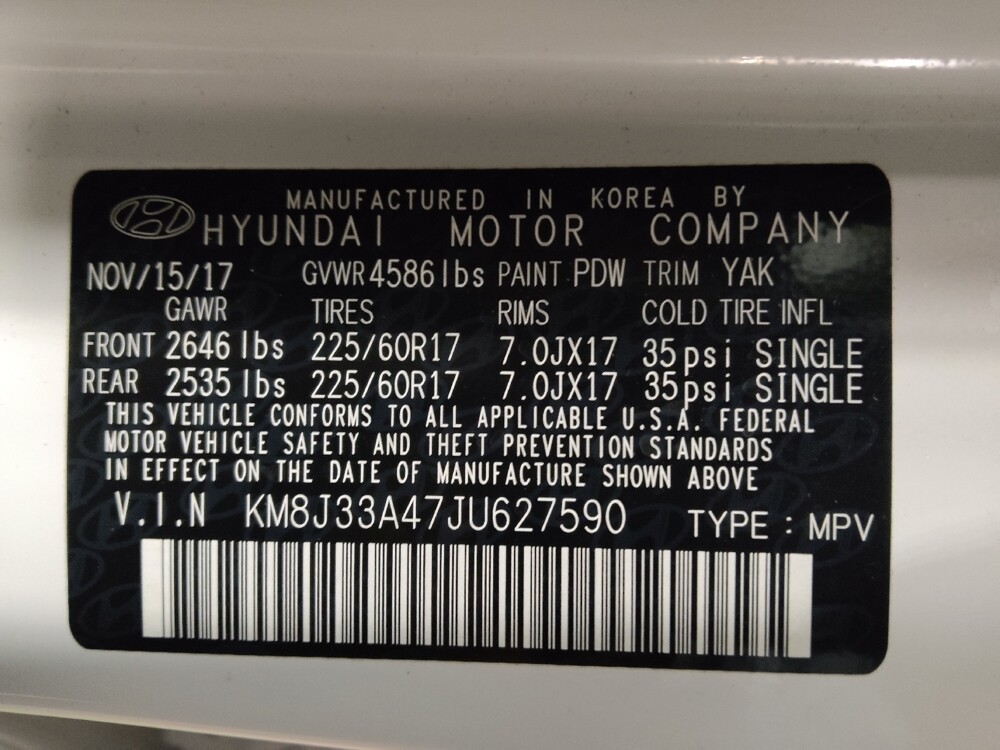 MANUFACTURED IN KOREA BY
HYUNDAI MOTOR COMPANY
NOV/15/17 GVWR 4586lbs PAINT PDW TRIM YAK
GAWR TIRES RIMS COLD TIRE INFL
FRONT 2646 lbs 225/60R17 7.0JX17 35psi SINGLE
REAR 2535 lbs 225/60R17 7.0JX17 35psi SINGLE
THIS VEHICLE CONFORMS TO ALL APPLICABLE U.S.A. FEDERAL
MOTOR VEHICLE SAFETY AND THEFT PREVENTION STANDARDS
IN EFFECT ON THE DATE OF MANUFACTURE SHOWN ABOVE
V.I.N KM8J33A47JU627590 TYPE : MPV